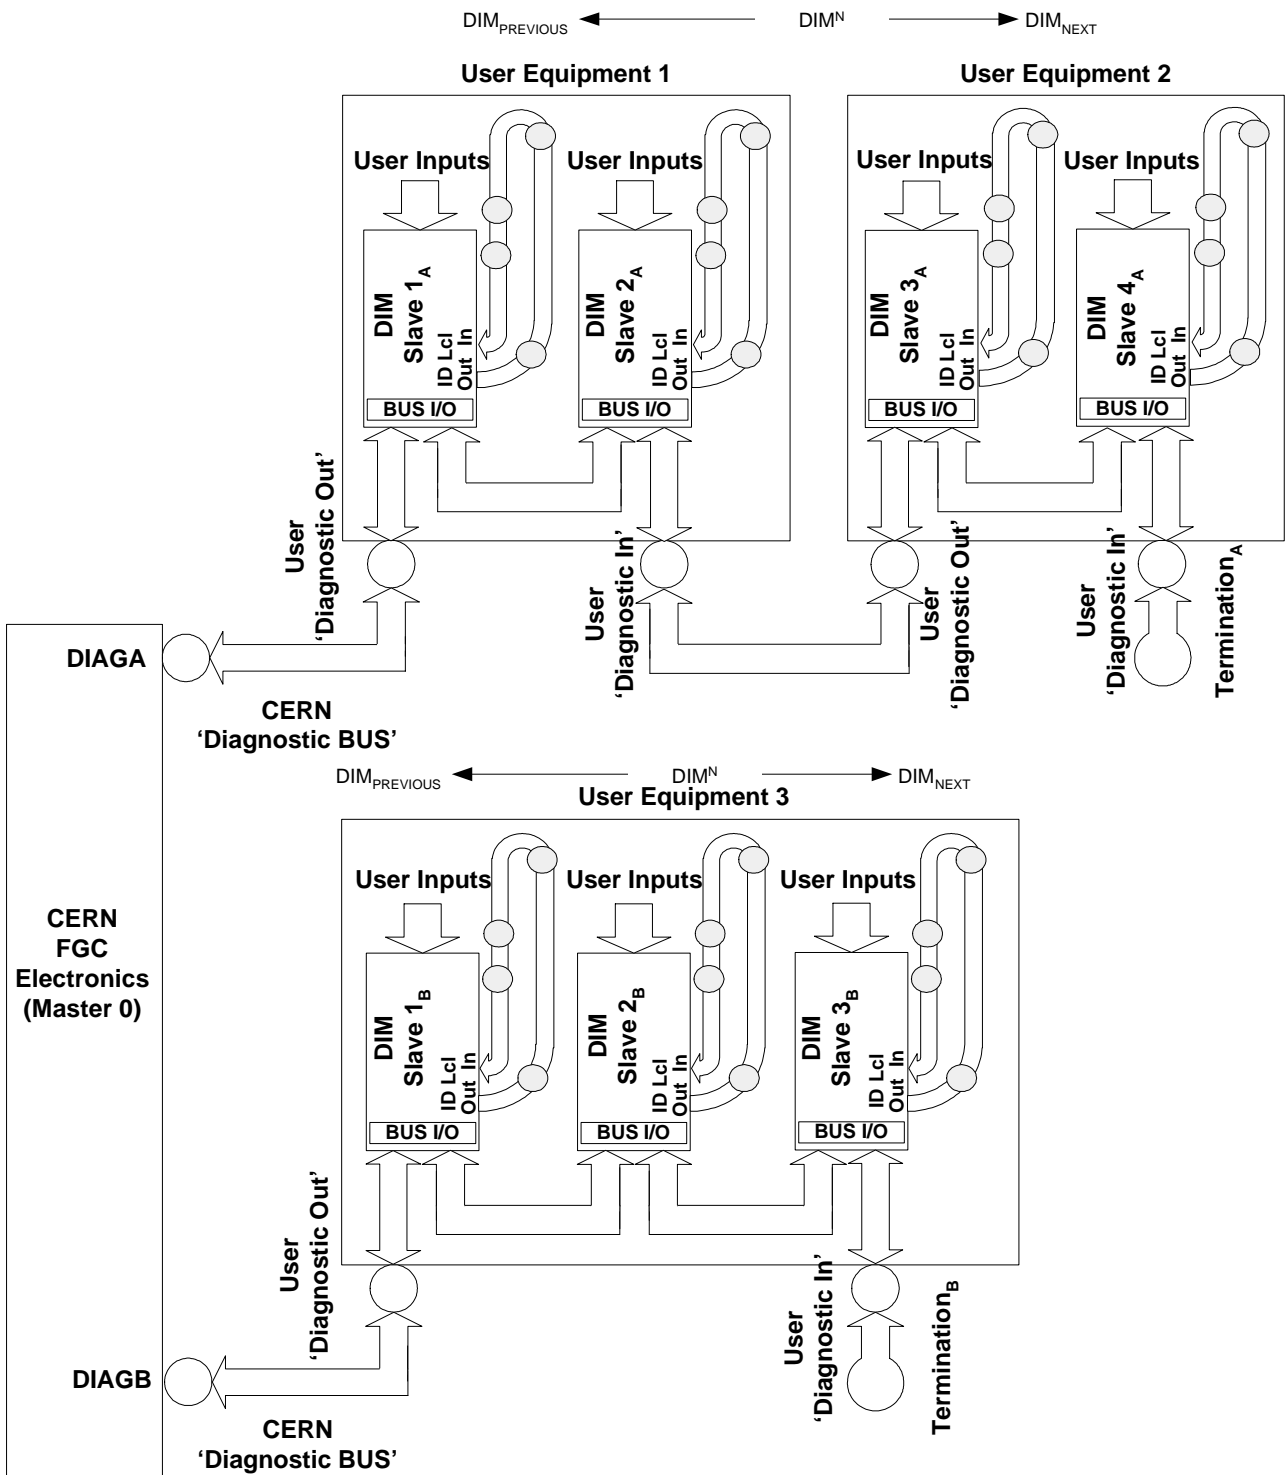 DIMPREVIOUS DIMN DIMNEXT
User Equipment 1
User Equipment 2
User Inputs User Inputs
User Inputs User Inputs
DIM
Slave 1A
ID Lcl
Out In
BUS I/O
DIM
Slave 2A
ID Lcl
Out In
BUS I/O
DIM
Slave 3A
ID Lcl
Out In
BUS I/O
DIM
Slave 4A
ID Lcl
Out In
BUS I/O
User
‘Diagnostic Out’
User
‘Diagnostic In’
User
‘Diagnostic Out’
User
‘Diagnostic In’
TerminationA
DIAGA
CERN
‘Diagnostic BUS’
DIMPREVIOUS DIMN DIMNEXT
User Equipment 3
User Inputs User Inputs User Inputs
CERN
FGC
Electronics
(Master 0)
DIM
Slave 1B
ID Lcl
Out In
BUS I/O
DIM
Slave 2B
ID Lcl
Out In
BUS I/O
DIM
Slave 3B
ID Lcl
Out In
BUS I/O
User
‘Diagnostic Out’
User
‘Diagnostic In’
TerminationB
DIAGB
CERN
‘Diagnostic BUS’